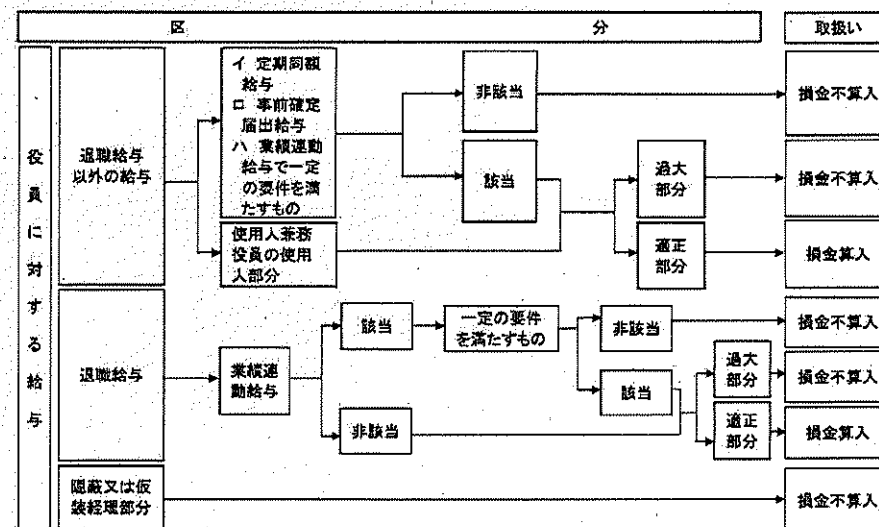 区 分
取扱い
役員に対する給与
退職給与
以外の給与
イ 定期同額
給与
ロ 事前確定
届出給与
ハ 業績連動
給与で一定
の要件を満
たすもの
非該当
損金不算入
該当
過大
部分
損金不算入
使用人兼務
役員の使用
人部分
適正
部分
損金算入
退職給与
業績連
動給与
該当
一定の要件
を満たすもの
非該当
損金不算入
該当
過大
部分
損金不算入
非該当
適正
部分
損金算入
隠蔽又は仮
装経理部分
損金不算入